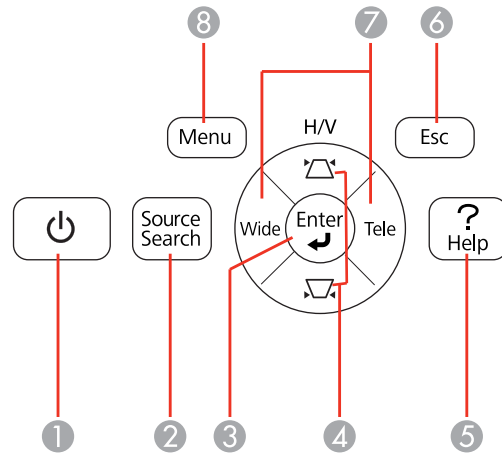 8
7
6
Menu
H/V
Esc
Source
Search
Wide
Enter
Tele
?
Help
1
2
3
4
5